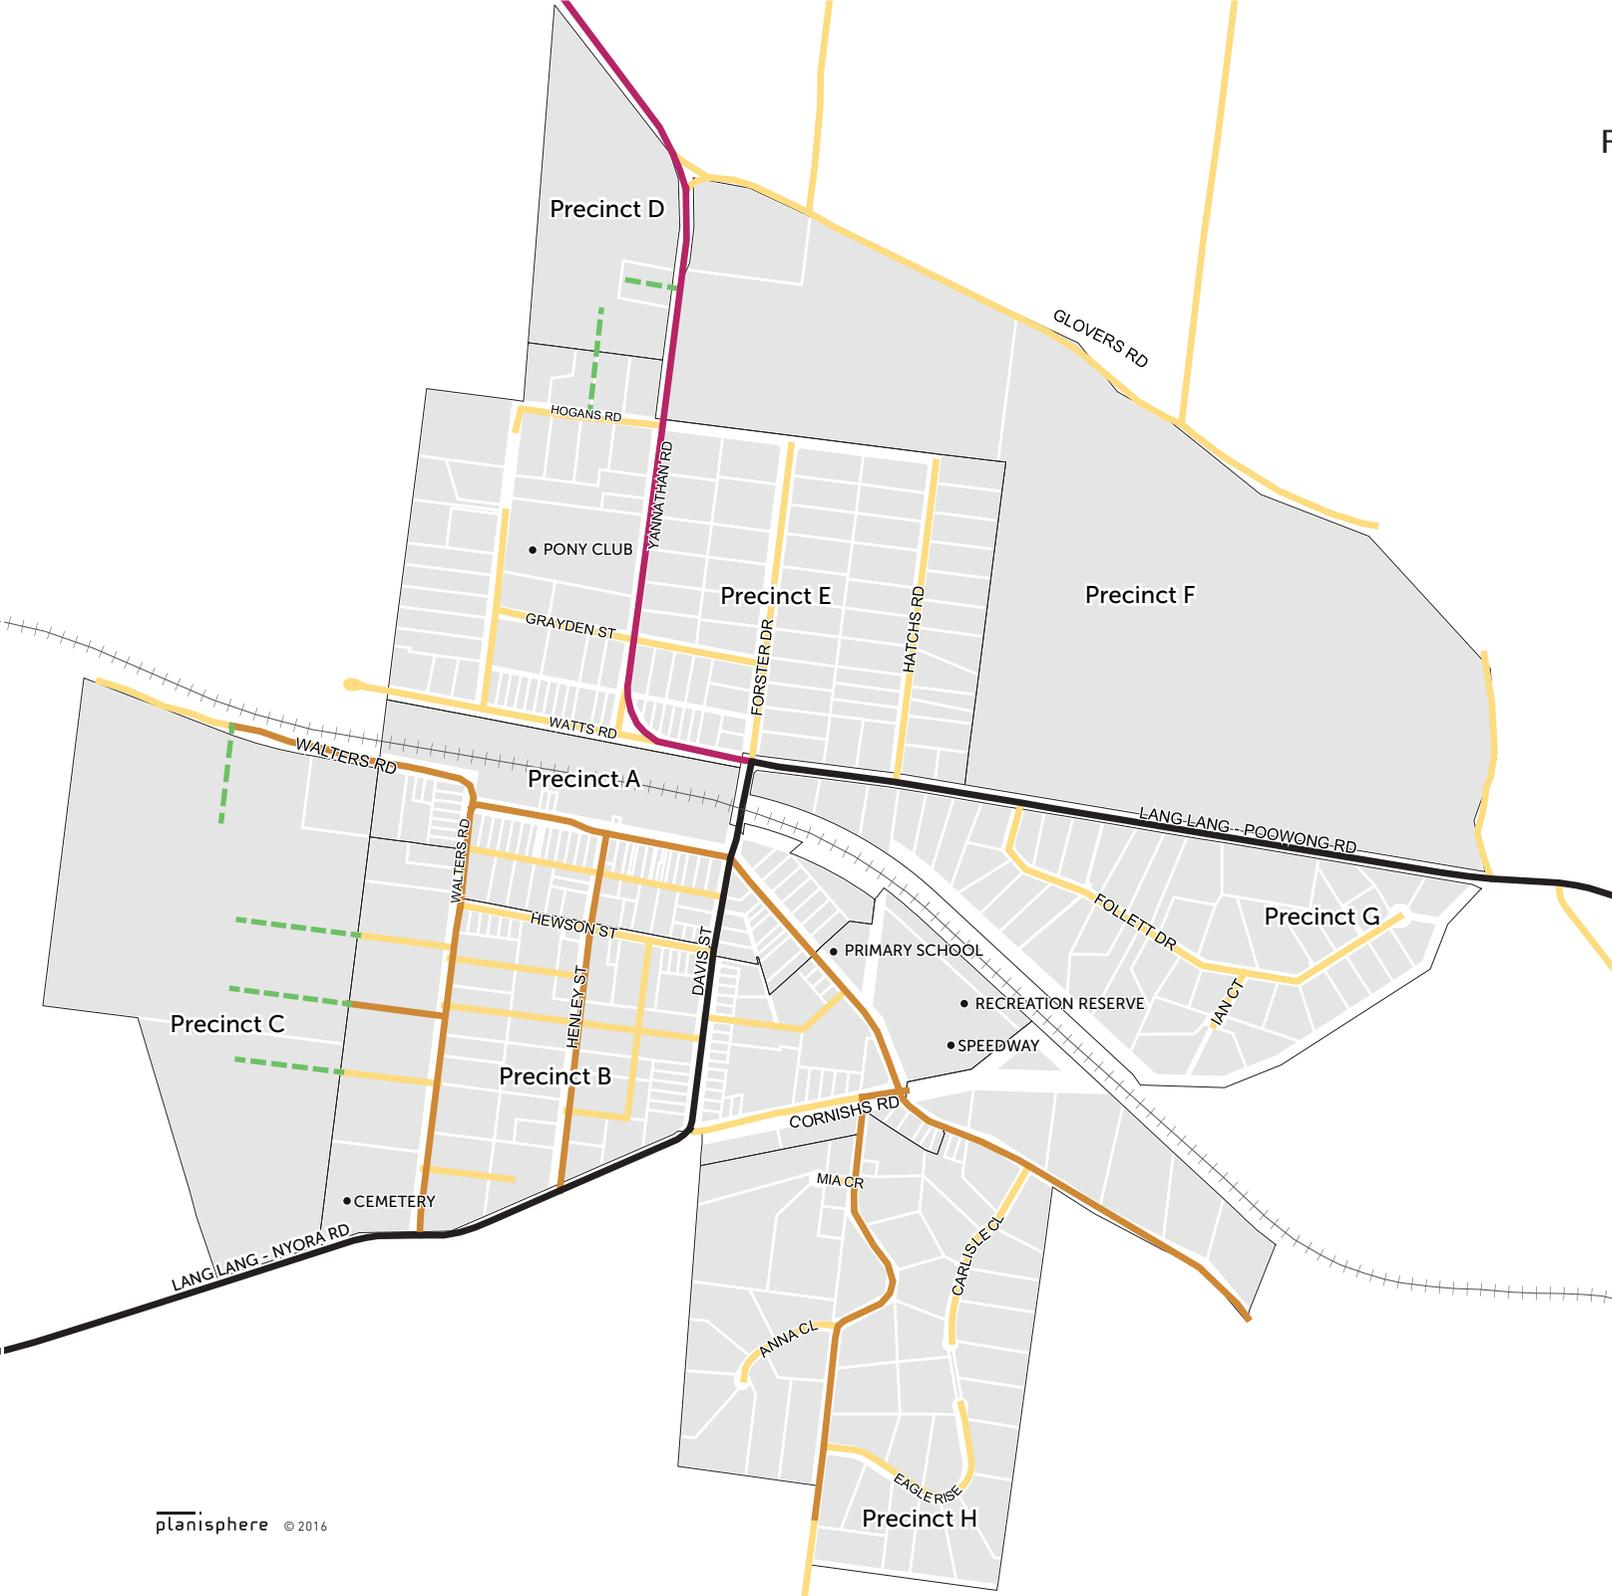 F
Precinct D
GLOVERS RD
HOGANS RD
YANNATHAN RD
PONY CLUB
Precinct E
Precinct F
GRAYDEN ST
FORSTER DR
HATCHS RD
WATTS RD
WALTERS RD
Precinct A
LANG LANG - POOWONG RD
WALTERS RD
FOLLETT DR
Precinct G
HEWSON ST
DAVIS ST
PRIMARY SCHOOL
HENLEY ST
RECREATION RESERVE
IAN CT
Precinct C
SPEEDWAY
Precinct B
CORNISHS RD
MIA CR
CEMETERY
CARLISLE CL
LANG LANG - NYORA RD
ANNA CL
EAGLE RISE
Precinct H
planisphere © 2016